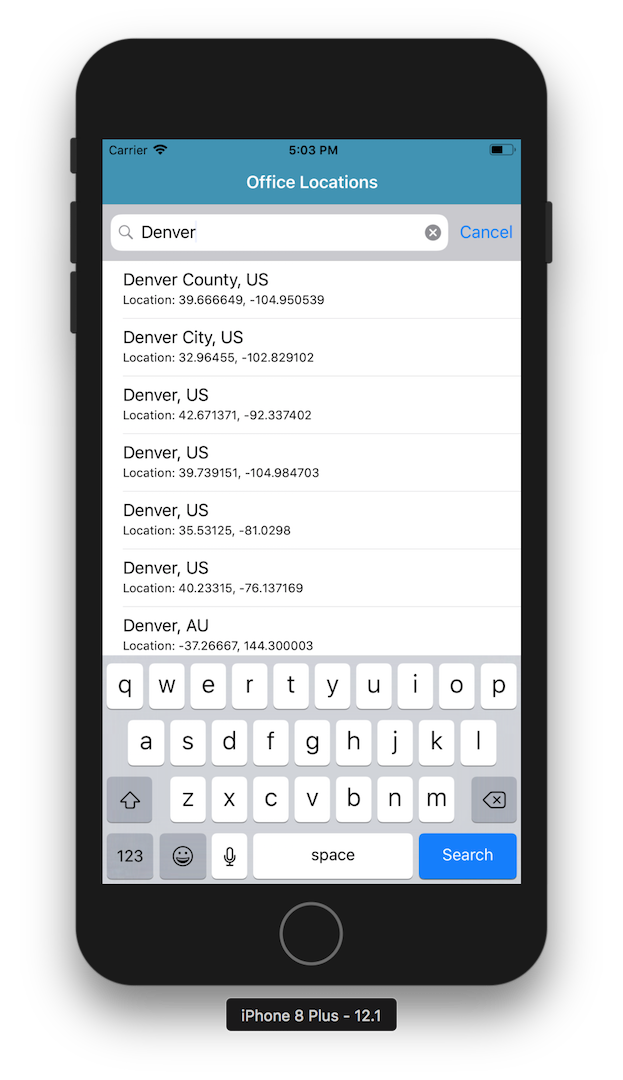 Carrier 5:03 PM
Office Locations
Denver Cancel
Denver County, US
Location: 39.666649, -104.950539
Denver City, US
Location: 32.96455, -102.829102
Denver, US
Location: 42.671371, -92.337402
Denver, US
Location: 39.739151, -104.984703
Denver, US
Location: 35.53125, -81.0298
Denver, US
Location: 40.23315, -76.137169
Denver, AU
Location: -37.26667, 144.300003
q w e r t y u i o p
a s d f g h j k l
z x c v b n m
123 space Search
iPhone 8 Plus - 12.1